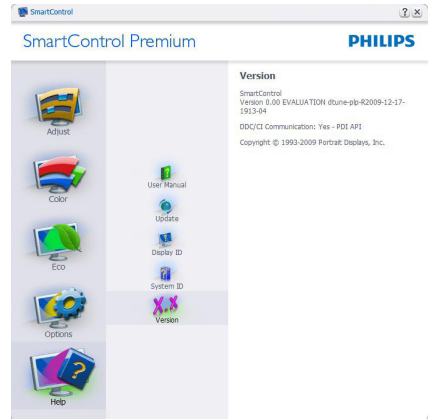 SmartControl
SmartControl Premium
PHILIPS
Adjust
Color
Eco
Options
Help
User Manual
Update
Display ID
System ID
X.X
Version
Version
SmartControl
Version 0.00 EVALUATION dtune-plp-R2009-12-17-
1913-04
DDC/CI Communication: Yes - PDI API
Copyright © 1993-2009 Portrait Displays, Inc.